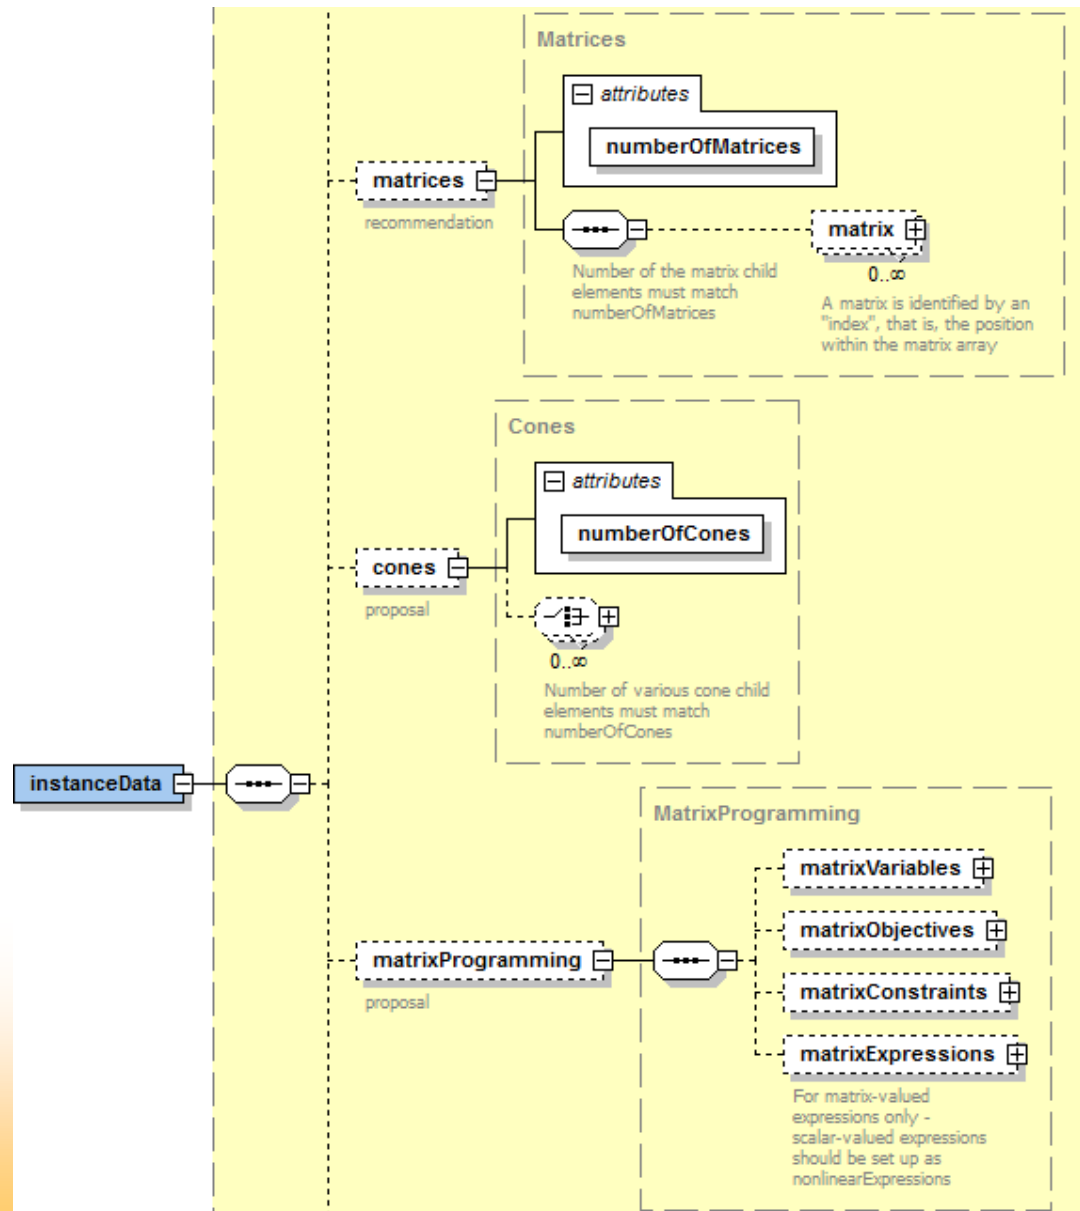 Matrices
attributes
numberOfMatrices
matrices
recommendation
matrix
0..∞
Number of the matrix child
elements must match
numberOfMatrices
A matrix is identified by an
"index", that is, the position
within the matrix array
Cones
attributes
numberOfCones
cones
proposal
0..∞
Number of various cone child
elements must match
numberOfCones
instanceData
MatrixProgramming
matrixVariables
matrixObjectives
matrixProgramming
proposal
matrixConstraints
matrixExpressions
For matrix-valued
expressions only -
scalar-valued expressions
should be set up as
nonlinearExpressions